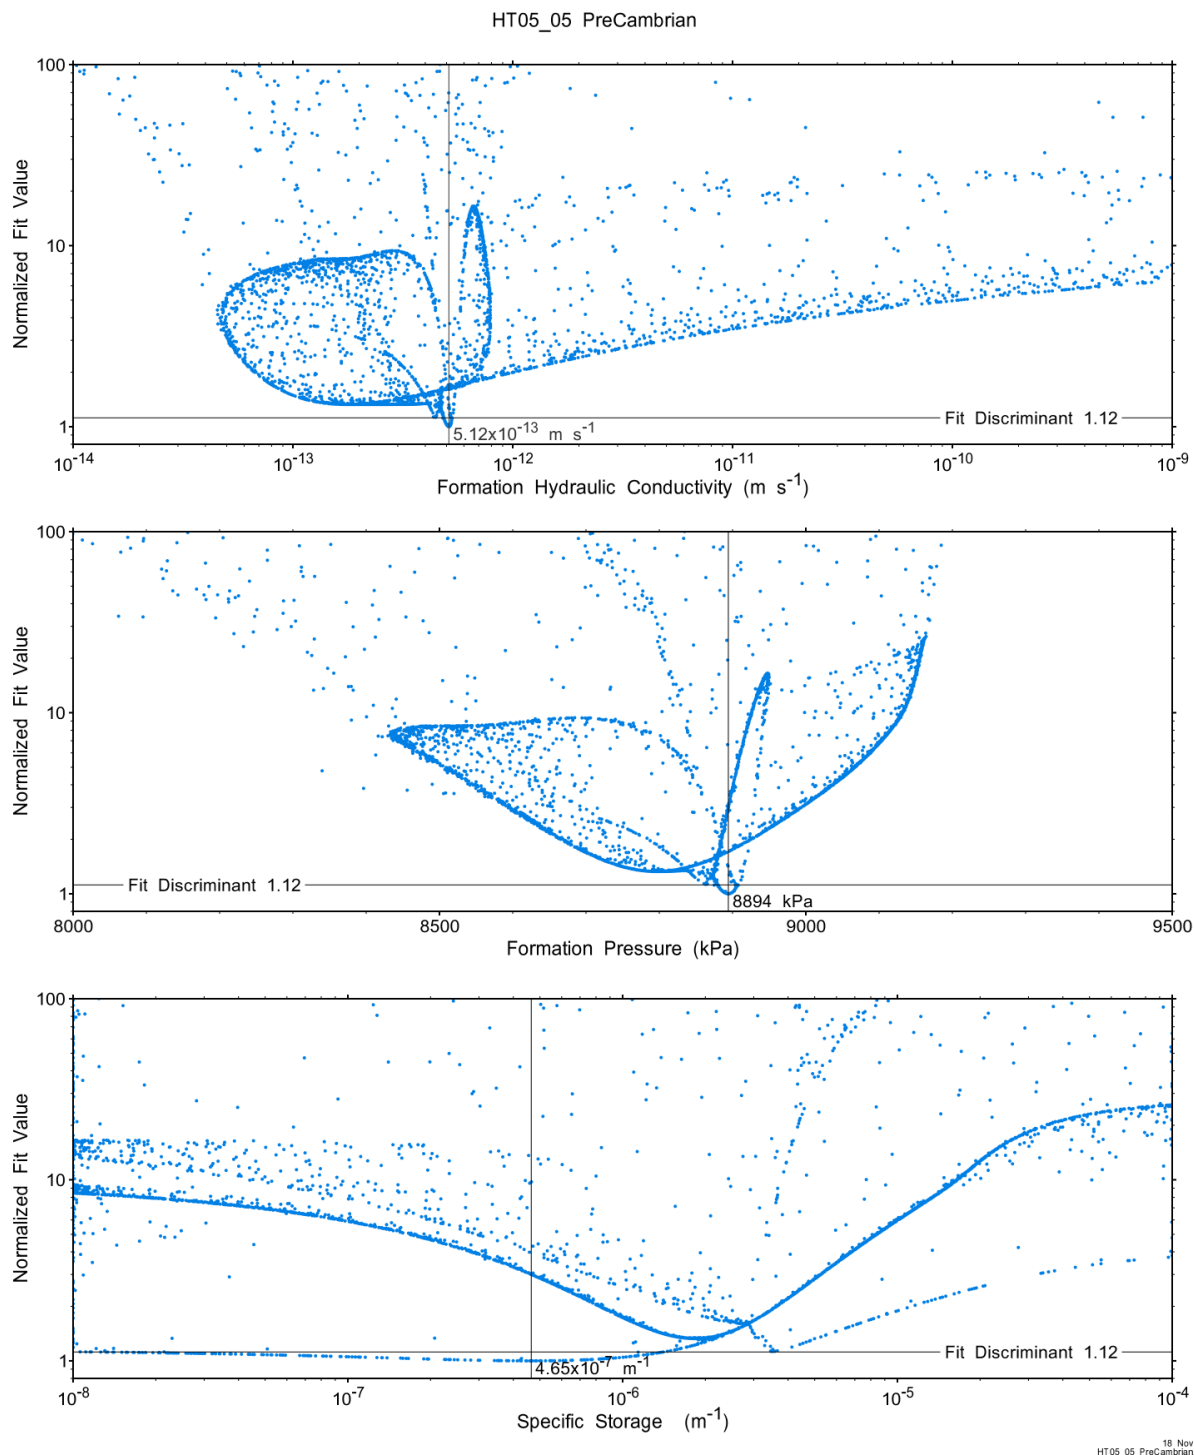 HT05_05 PreCambrian
100
10
1
Normalized Fit Value
Fit Discriminant 1.12
5.12x10⁻¹³ m s⁻¹
10⁻¹⁴ 10⁻¹³ 10⁻¹² 10⁻¹¹ 10⁻¹⁰ 10⁻⁹
Formation Hydraulic Conductivity (m s⁻¹)
100
10
1
Normalized Fit Value
Fit Discriminant 1.12
8894 kPa
8000 8500 9000 9500
Formation Pressure (kPa)
100
10
1
Normalized Fit Value
Fit Discriminant 1.12
4.65x10⁻⁷ m⁻¹
10⁻⁸ 10⁻⁷ 10⁻⁶ 10⁻⁵ 10⁻⁴
Specific Storage (m⁻¹)
18 Nov
HT05_05 PreCambrian